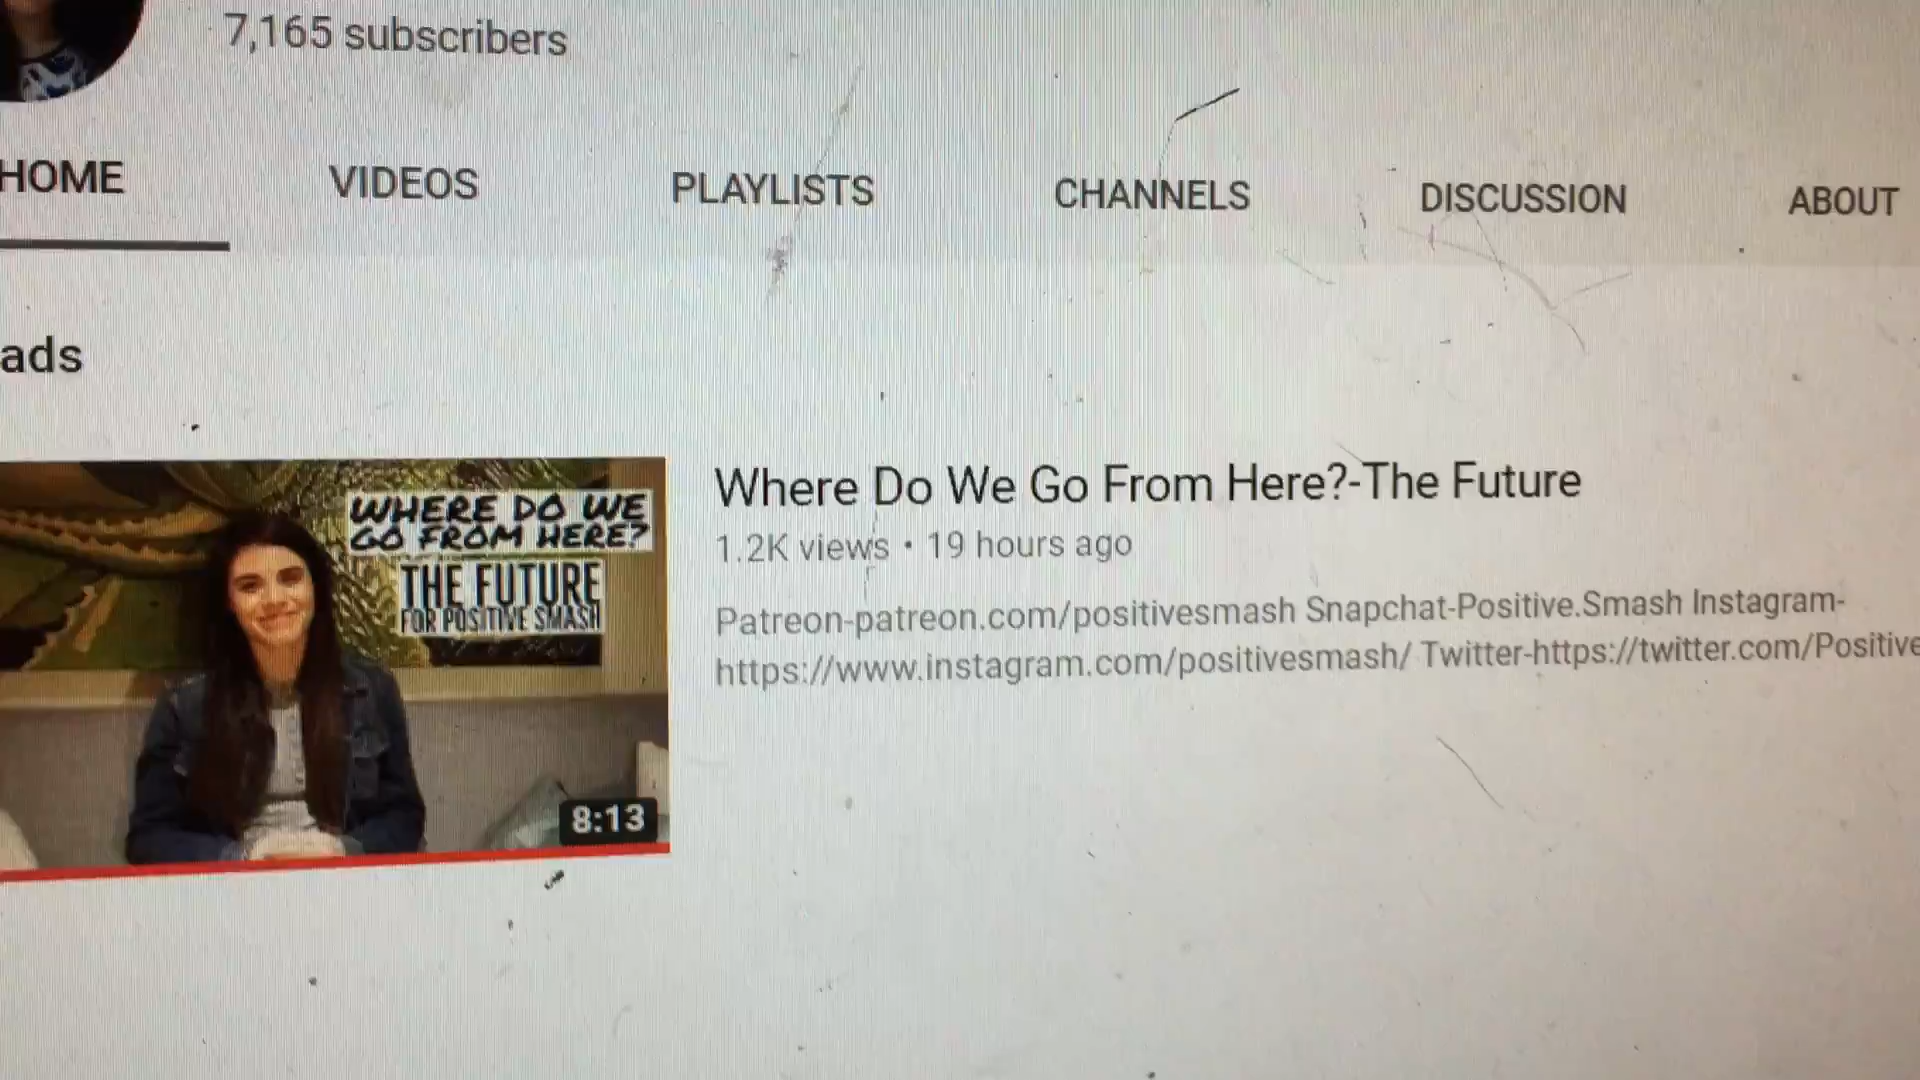 7,165 subscribers
HOME VIDEOS PLAYLISTS CHANNELS DISCUSSION ABOUT
ads
WHERE DO WE
GO FROM HERE?
THE FUTURE
FOR POSITIVE SMASH
8:13
Where Do We Go From Here?-The Future
1.2K views • 19 hours ago
Patreon-patreon.com/positivesmash Snapchat-Positive.Smash Instagram-
https://www.instagram.com/positivesmash/ Twitter-https://twitter.com/Positive